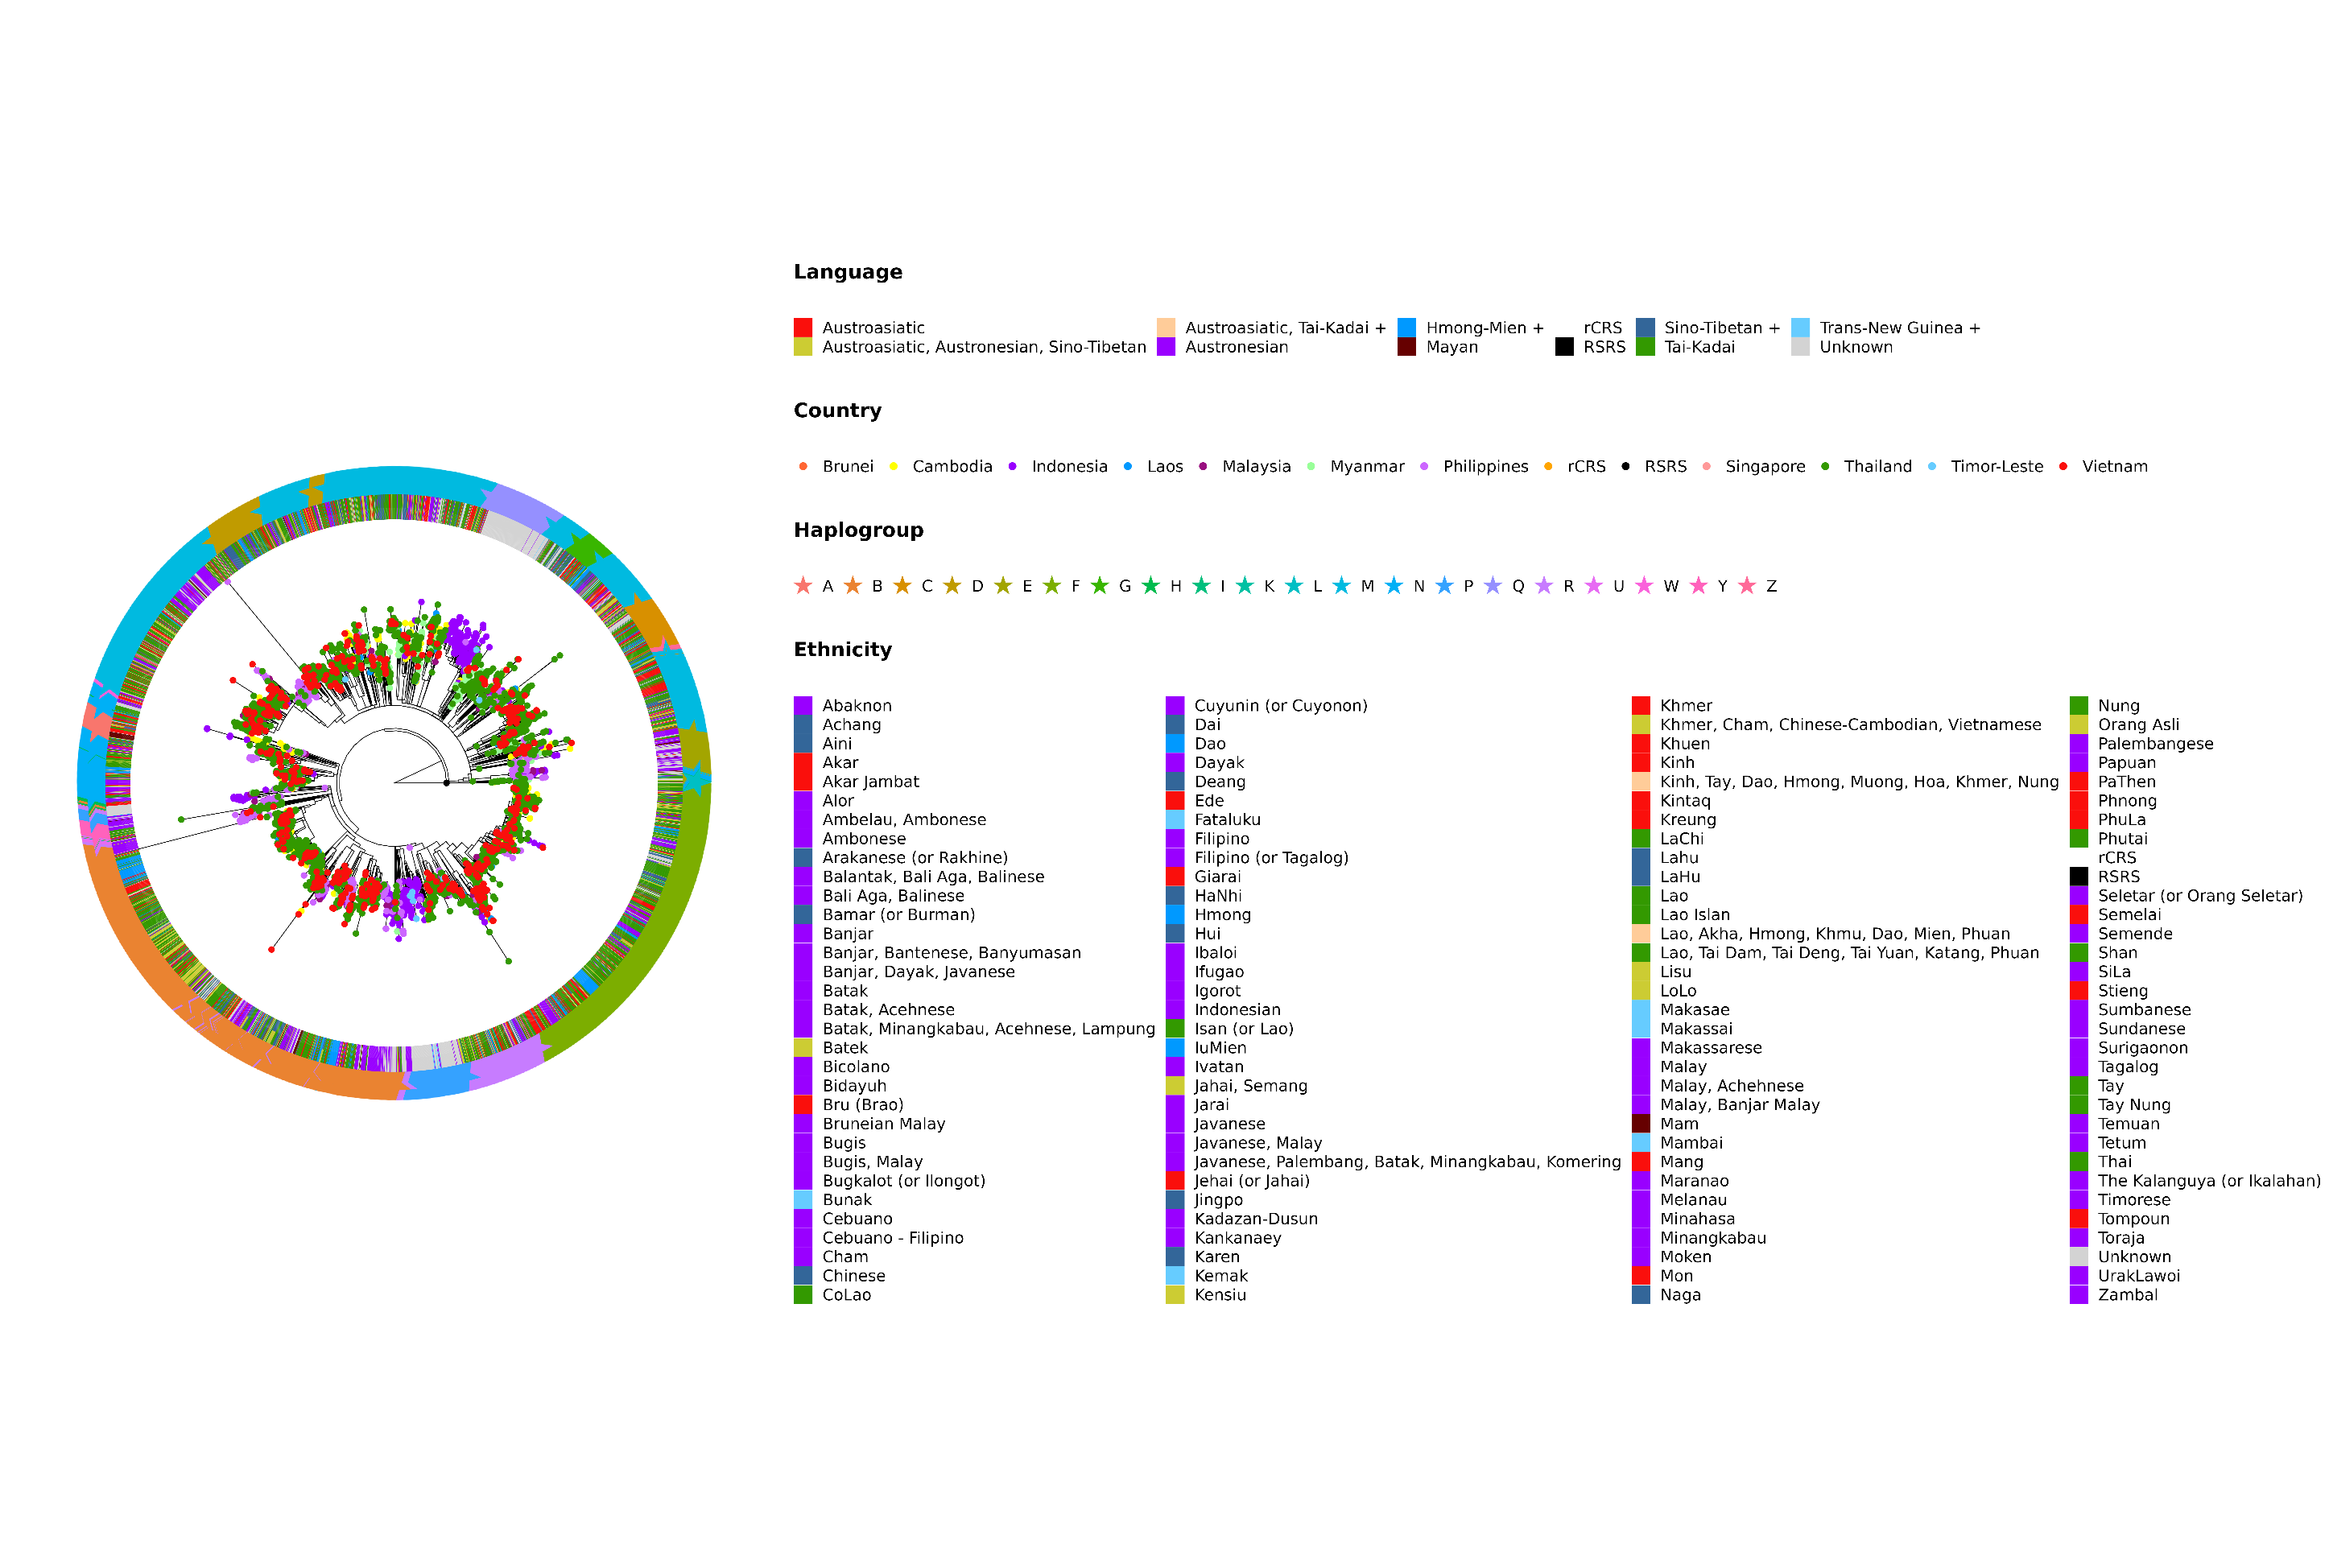 Language
Austroasiatic
Austroasiatic, Austronesian, Sino-Tibetan
Austroasiatic, Tai-Kadai +
Austronesian
Hmong-Mien +
Mayan
rCRS
RSRS
Sino-Tibetan +
Tai-Kadai
Trans-New Guinea +
Unknown
Country
Brunei Cambodia Indonesia Laos Malaysia Myanmar Philippines rCRS RSRS Singapore Thailand Timor-Leste Vietnam
Haplogroup
A B C D E F G H I K L M N P Q R U W Y Z
Ethnicity
Abaknon
Achang
Aini
Akar
Akar Jambat
Alor
Ambelau, Ambonese
Ambonese
Arakanese (or Rakhine)
Balantak, Bali Aga, Balinese
Bali Aga, Balinese
Bamar (or Burman)
Banjar
Banjar, Bantenese, Banyumasan
Banjar, Dayak, Javanese
Batak
Batak, Acehnese
Batak, Minangkabau, Acehnese, Lampung
Batek
Bicolano
Bidayuh
Bru (Brao)
Bruneian Malay
Bugis
Bugis, Malay
Bugkalot (or Ilongot)
Bunak
Cebuano
Cebuano - Filipino
Cham
Chinese
CoLao
Cuyunin (or Cuyonon)
Dai
Dao
Dayak
Deang
Ede
Fataluku
Filipino
Filipino (or Tagalog)
Giarai
HaNhi
Hmong
Hui
Ibaloi
Ifugao
Igorot
Indonesian
Isan (or Lao)
IuMien
Ivatan
Jahai, Semang
Jarai
Javanese
Javanese, Malay
Javanese, Palembang, Batak, Minangkabau, Komering
Jehai (or Jahai)
Jingpo
Kadazan-Dusun
Kankanaey
Karen
Kemak
Kensiu
Khmer
Khmer, Cham, Chinese-Cambodian, Vietnamese
Khuen
Kinh
Kinh, Tay, Dao, Hmong, Muong, Hoa, Khmer, Nung
Kintaq
Kreung
LaChi
Lahu
LaHu
Lao
Lao Islan
Lao, Akha, Hmong, Khmu, Dao, Mien, Phuan
Lao, Tai Dam, Tai Deng, Tai Yuan, Katang, Phuan
Lisu
LoLo
Makasae
Makassai
Makassarese
Malay
Malay, Achehnese
Malay, Banjar Malay
Mam
Mambai
Mang
Maranao
Melanau
Minahasa
Minangkabau
Moken
Mon
Naga
Nung
Orang Asli
Palembangese
Papuan
PaThen
Phnong
PhuLa
Phutai
rCRS
RSRS
Seletar (or Orang Seletar)
Semelai
Semende
Shan
SiLa
Stieng
Sumbanese
Sundanese
Surigaonon
Tagalog
Tay
Tay Nung
Temuan
Tetum
Thai
The Kalanguya (or Ikalahan)
Timorese
Tompoun
Toraja
Unknown
UrakLawoi
Zambal